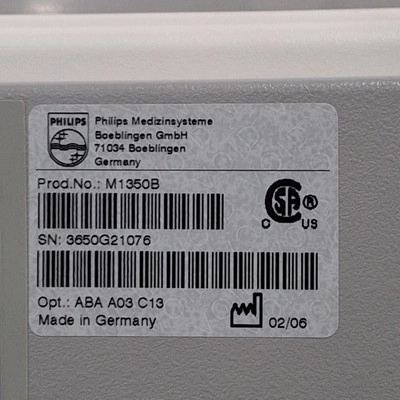 PHILIPS
Philips Medizinsysteme
Boeblingen GmbH
71034 Boeblingen
Germany
Prod.No.: M1350B
SA ®
C US
SN: 3650G21076
Opt.: ABA A03 C13
Made in Germany
02/06